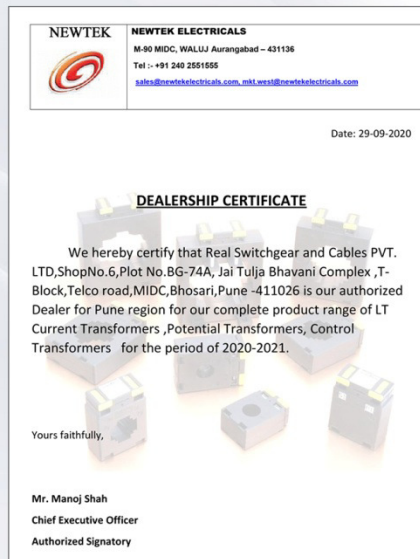 NEWTEK
NEWTEK ELECTRICALS
M-90 MIDC, WALUJ Aurangabad – 431136
Tel :- +91 240 2551555
sales@newtekelectricals.com, mkt.west@newtekelectricals.com
Date: 29-09-2020
DEALERSHIP CERTIFICATE
We hereby certify that Real Switchgear and Cables PVT.
LTD,ShopNo.6,Plot No.BG-74A, Jai Tulja Bhavani Complex ,T-
Block,Telco road,MIDC,Bhosari,Pune -411026 is our authorized
Dealer for Pune region for our complete product range of LT
Current Transformers ,Potential Transformers, Control
Transformers for the period of 2020-2021.
Yours faithfully,
Mr. Manoj Shah
Chief Executive Officer
Authorized Signatory